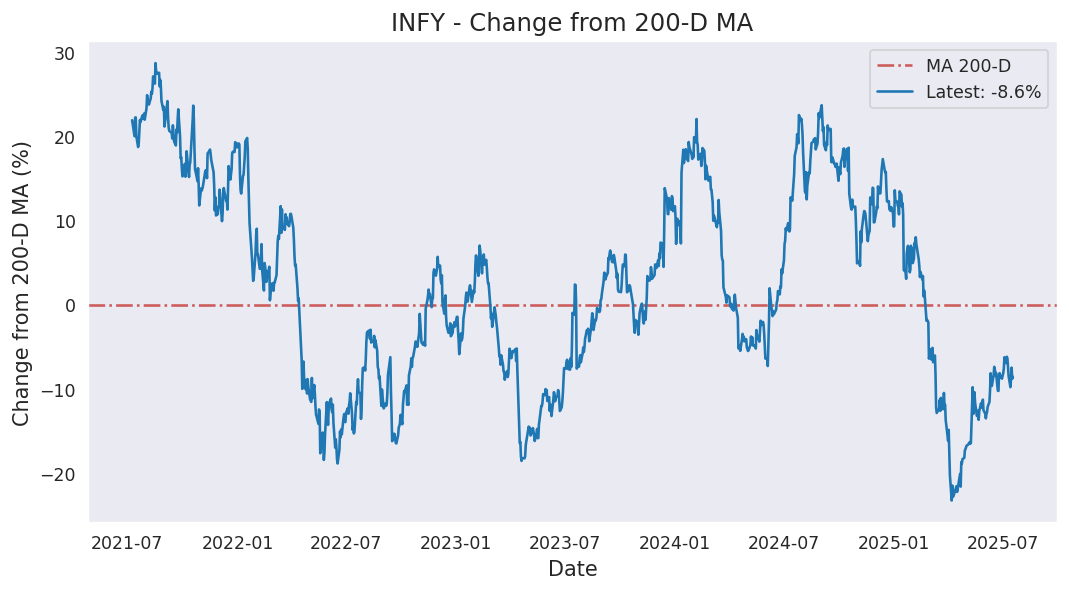 INFY - Change from 200-D MA
MA 200-D
Latest: -8.6%
Change from 200-D MA (%)
30
20
10
0
−10
−20
2021-07 2022-01 2022-07 2023-01 2023-07 2024-01 2024-07 2025-01 2025-07
Date